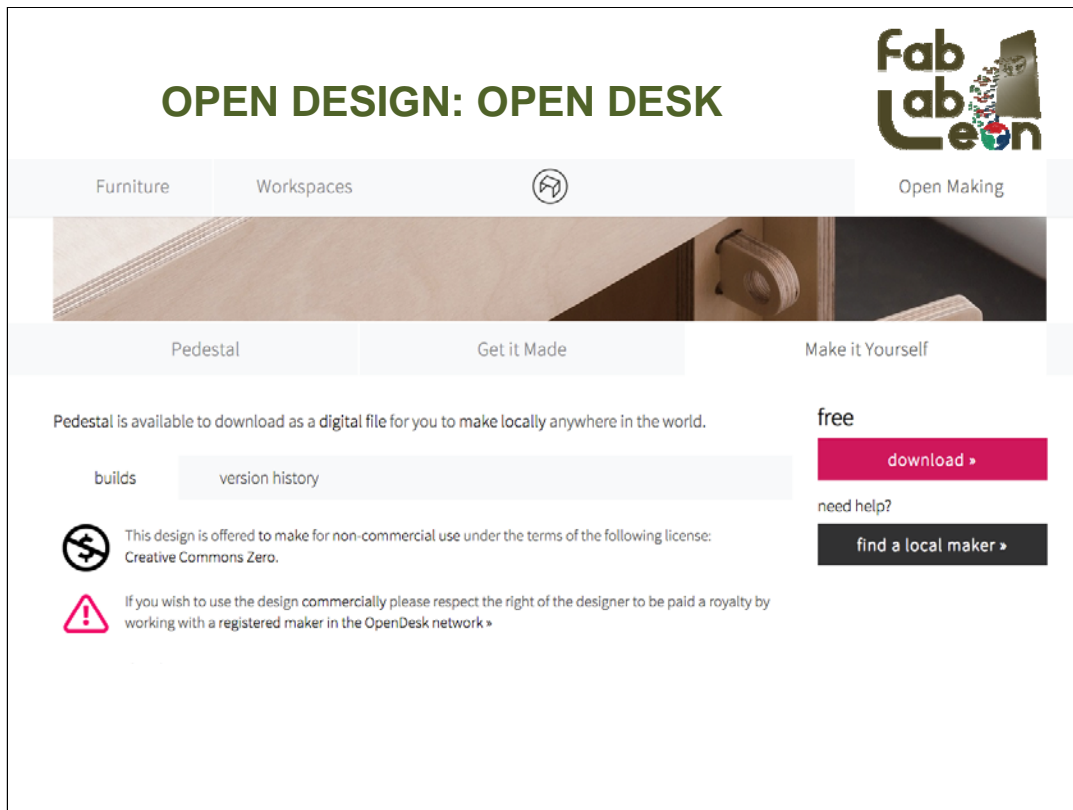 Fab
Lab
Leon
OPEN DESIGN: OPEN DESK
Furniture
Workspaces
Open Making
Pedestal
Get it Made
Make it Yourself
Pedestal is available to download as a digital file for you to make locally anywhere in the world.
free
download »
builds
version history
need help?
find a local maker »
This design is offered to make for non-commercial use under the terms of the following license:
Creative Commons Zero.
If you wish to use the design commercially please respect the right of the designer to be paid a royalty by
working with a registered maker in the OpenDesk network »